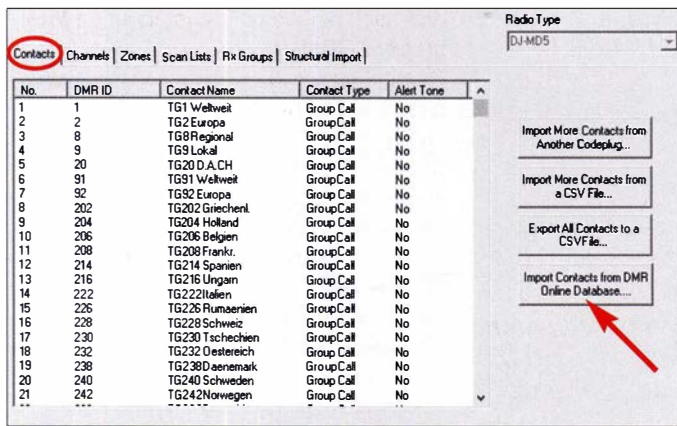 Radio Type
DJ-MD5
Contacts Channels Zones Scan Lists Rx Groups Structural Import
No. DMR ID Contact Name Contact Type Alert Tone
1 1 TG1 Weltweit Group Call No
2 2 TG2 Europa Group Call No
3 8 TG8 Regional Group Call No
4 9 TG9 Lokal Group Call No
5 20 TG20 D.A.CH Group Call No
6 91 TG91 Weltweit Group Call No
7 92 TG92 Europa Group Call No
8 202 TG202 Griechenl. Group Call No
9 204 TG204 Holland Group Call No
10 206 TG206 Belgien Group Call No
11 208 TG208 Frankr. Group Call No
12 214 TG214 Spanien Group Call No
13 216 TG216 Ungarn Group Call No
14 222 TG222 Italien Group Call No
15 226 TG226 Rumaenien Group Call No
16 228 TG228 Schweiz Group Call No
17 230 TG230 Tschechien Group Call No
18 232 TG232 Oestereich Group Call No
19 238 TG238 Daenemark Group Call No
20 240 TG240 Schweden Group Call No
21 242 TG242 Norwegen Group Call No
Import More Contacts from
Another Codeplug...
Import More Contacts from
a CSV File...
Export All Contacts to a
CSV File...
Import Contacts from DMR
Online Database....